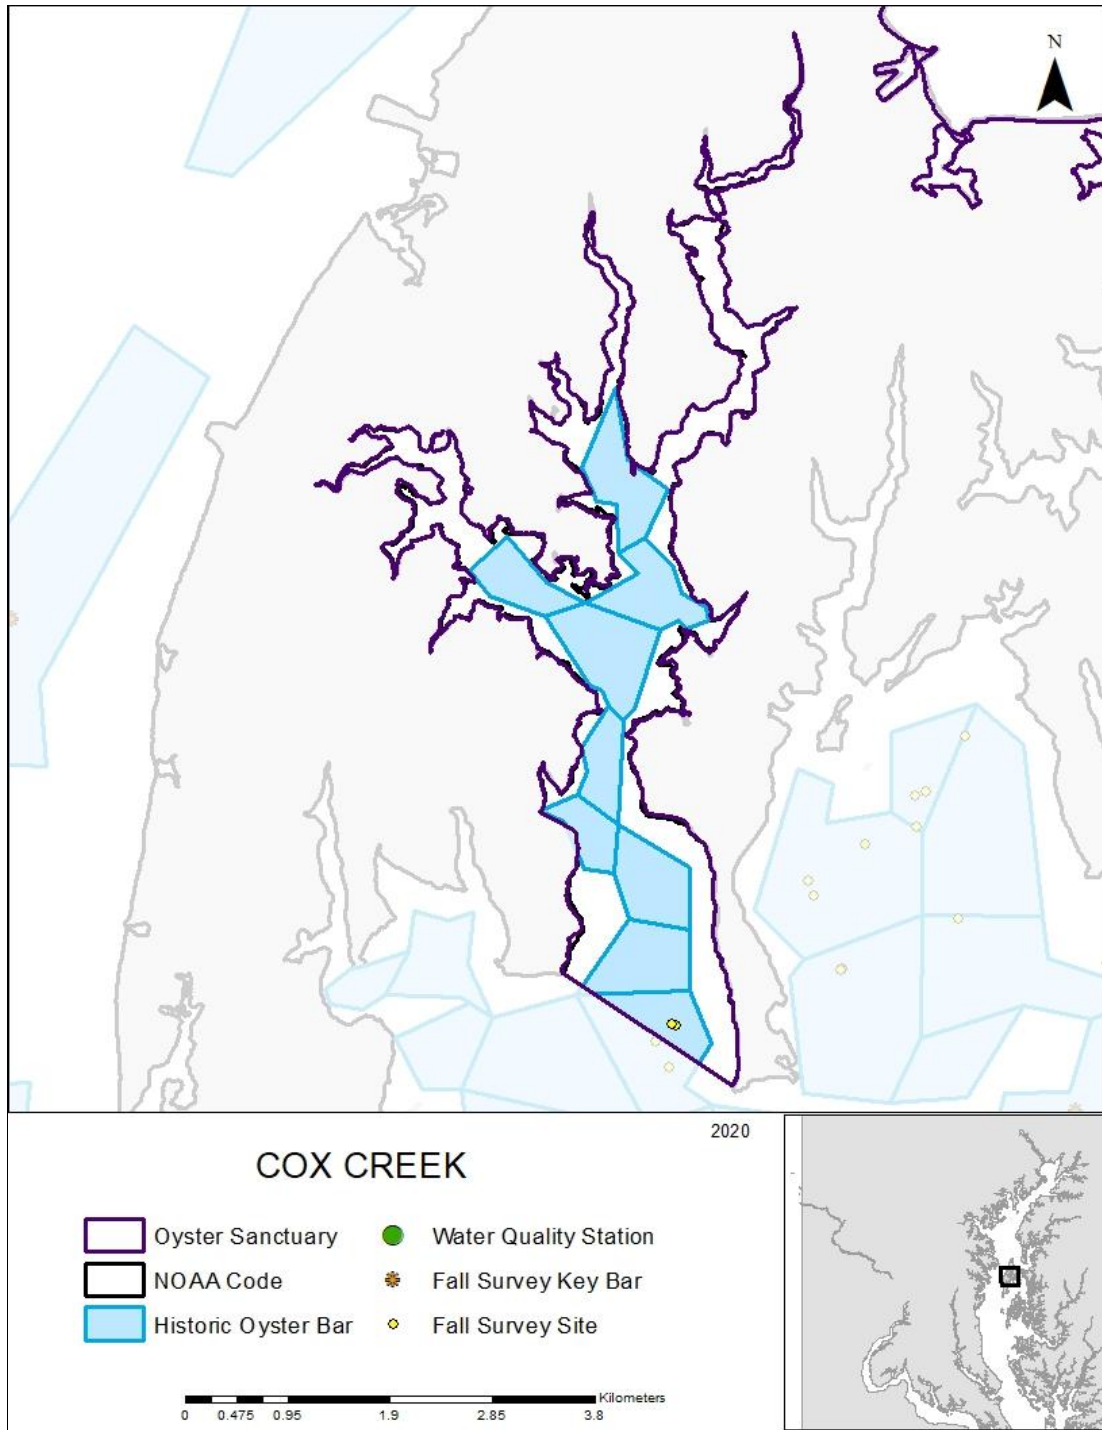 N
2020
COX CREEK
Oyster Sanctuary
Water Quality Station
NOAA Code
Fall Survey Key Bar
Historic Oyster Bar
Fall Survey Site
Kilometers
0 0.475 0.95 1.9 2.85 3.8